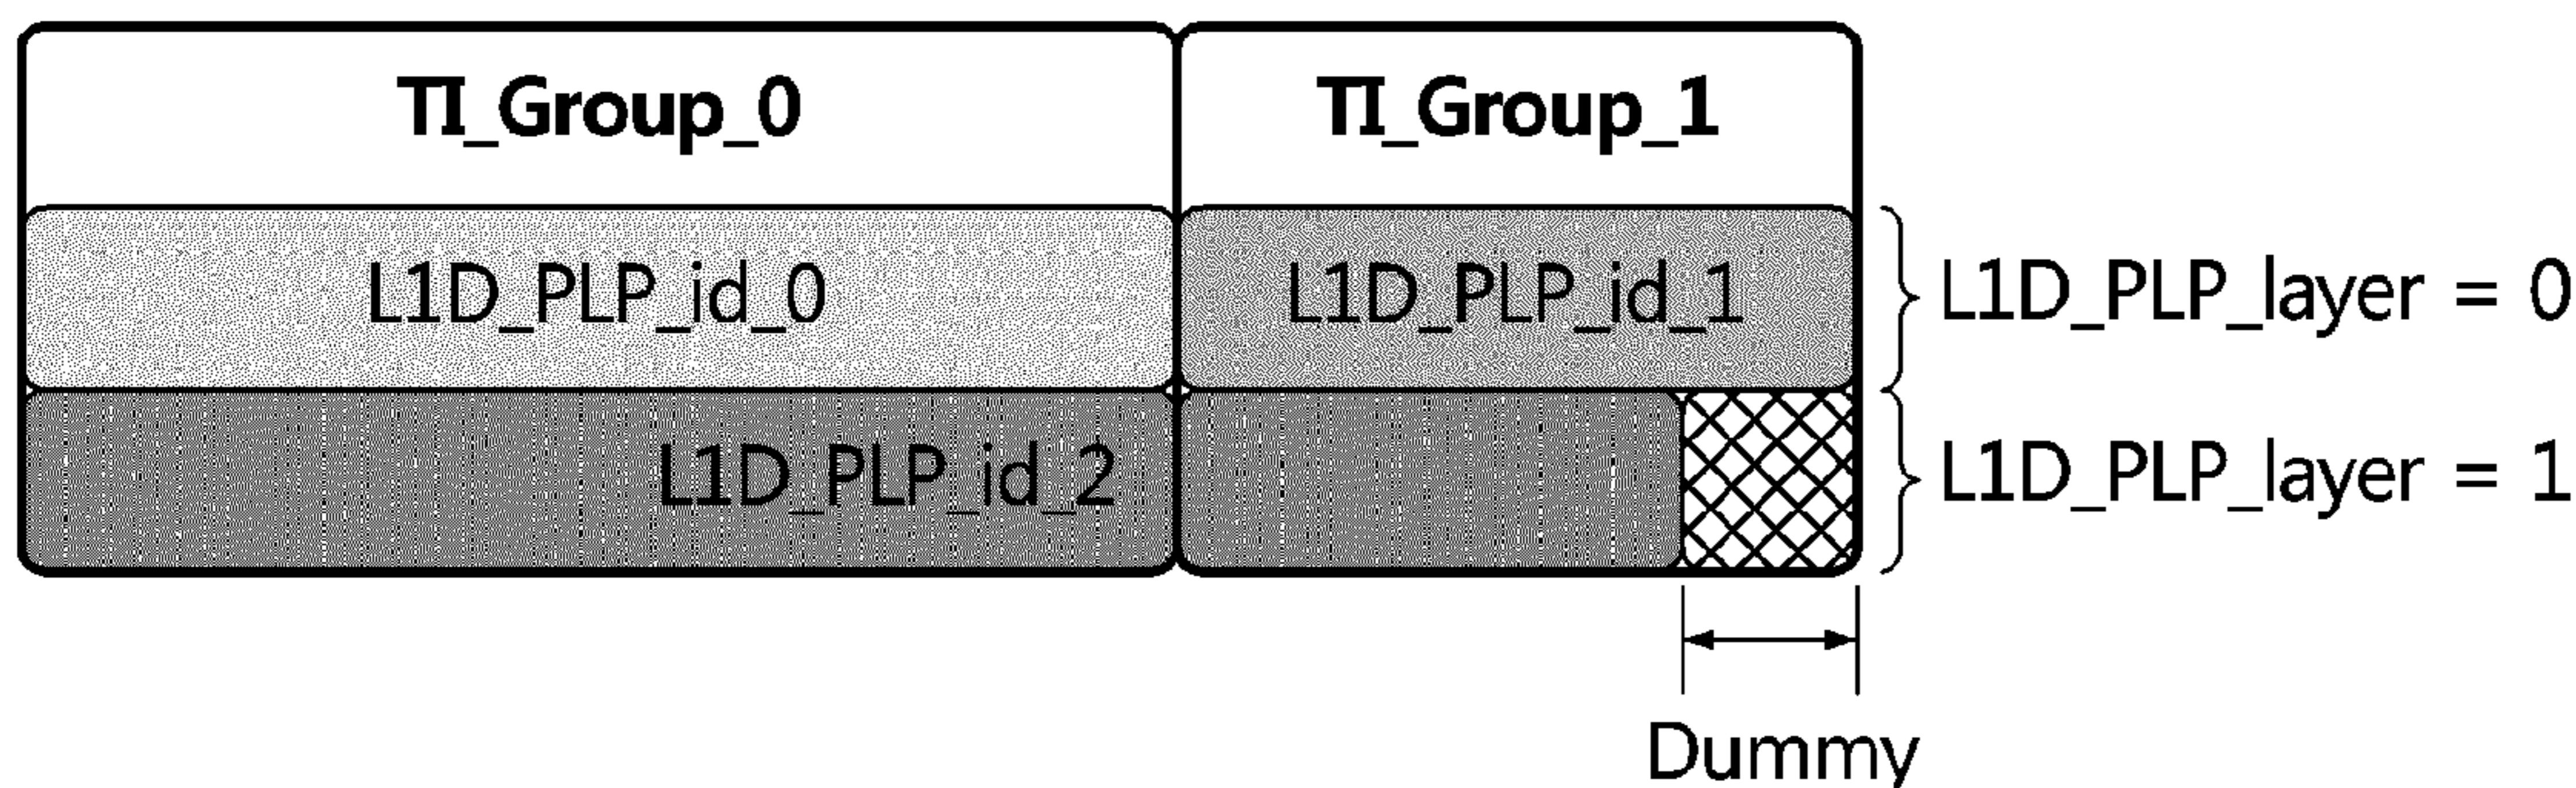 TI_Group_0 TI_Group_1
L1D_PLP_id_0 L1D_PLP_id_1 L1D_PLP_layer = 0
L1D_PLP_id_2 L1D_PLP_layer = 1
Dummy